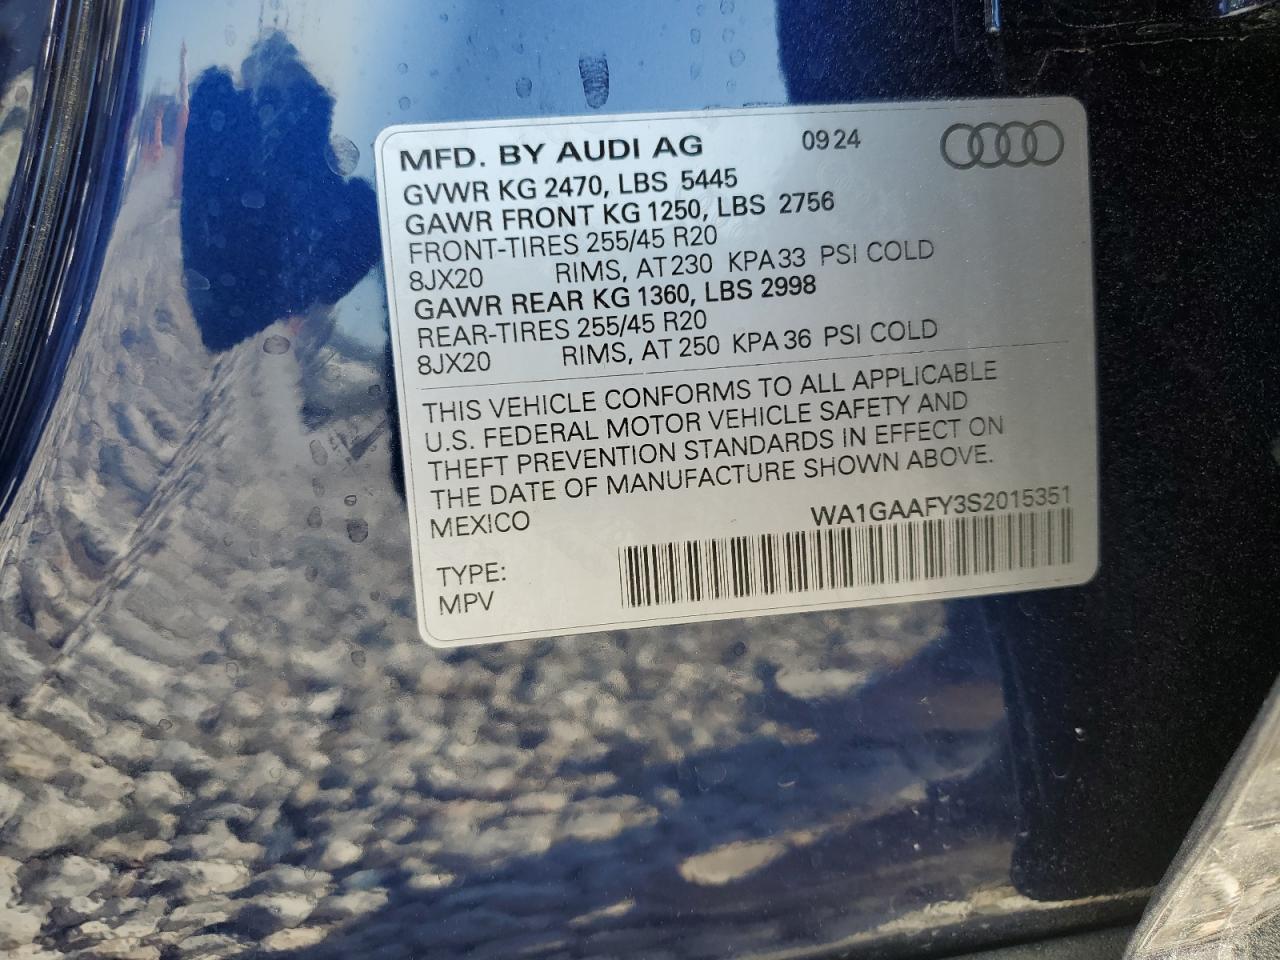 MFD. BY AUDI AG 09 24
GVWR KG 2470, LBS 5445
GAWR FRONT KG 1250, LBS 2756
FRONT-TIRES 255/45 R20
8JX20 RIMS, AT 230 KPA 33 PSI COLD
GAWR REAR KG 1360, LBS 2998
REAR-TIRES 255/45 R20
8JX20 RIMS, AT 250 KPA 36 PSI COLD
THIS VEHICLE CONFORMS TO ALL APPLICABLE
U.S. FEDERAL MOTOR VEHICLE SAFETY AND
THEFT PREVENTION STANDARDS IN EFFECT ON
THE DATE OF MANUFACTURE SHOWN ABOVE.
MEXICO WA1GAAFY3S2015351
TYPE:
MPV